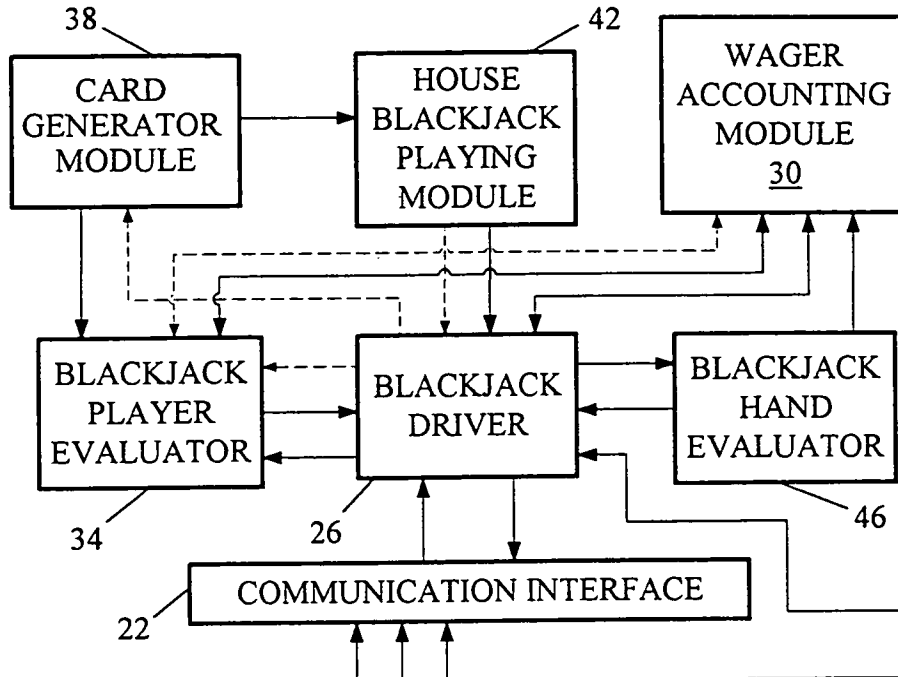 38
42
CARD
GENERATOR
MODULE
HOUSE
BLACKJACK
PLAYING
MODULE
WAGER
ACCOUNTING
MODULE
30
BLACKJACK
PLAYER
EVALUATOR
BLACKJACK
DRIVER
BLACKJACK
HAND
EVALUATOR
34
26
46
COMMUNICATION INTERFACE
22